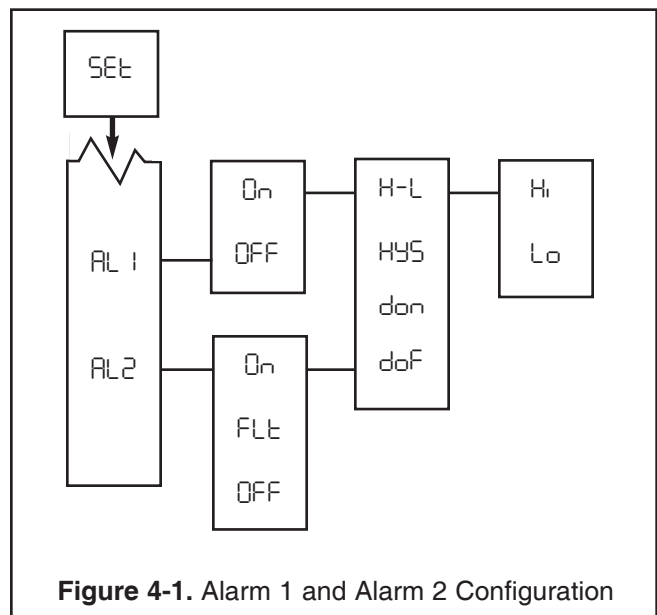 SEt
AL1
AL2
On
OFF
On
FLt
OFF
H-L
HYS
don
doF
Hi
Lo
Figure 4-1. Alarm 1 and Alarm 2 Configuration